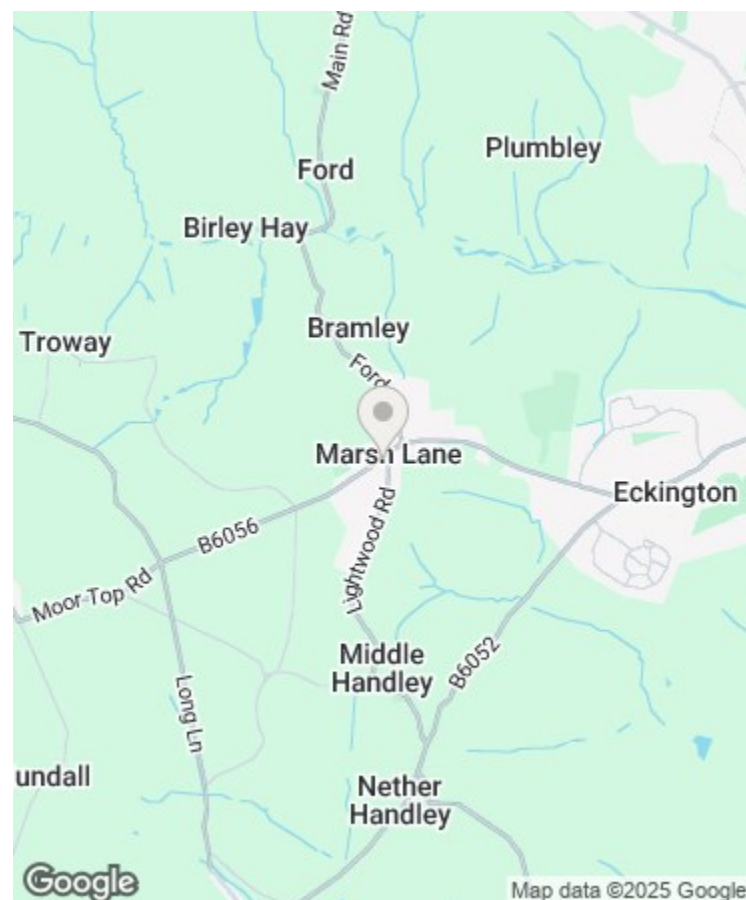 Main Rd
Plumbley
Ford
Birley Hay
Bramley
Troway
Ford
Marsh Lane
Eckington
B6056
Lightwood Rd
Moor Top Rd
Middle
Handley
B6052
Long Ln
undall
Nether
Handley
Google
Map data ©2025 Google